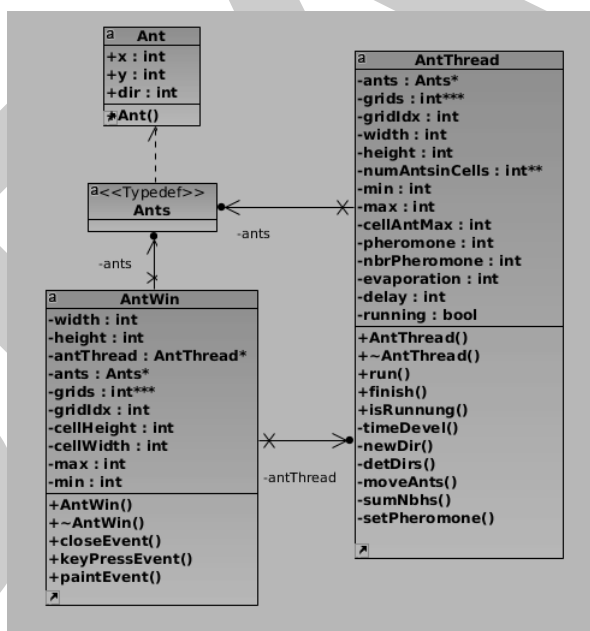 a Ant
+x : int
+y : int
+dir : int
+Ant()
a <<Typedef>>
Ants
-ants
-ants
a AntWin
-width : int
-height : int
-antThread : AntThread*
-ants : Ants*
-grids : int***
-gridIdx : int
-cellHeight : int
-cellWidth : int
-max : int
-min : int
+AntWin()
+~AntWin()
+closeEvent()
+keyPressEvent()
+paintEvent()
-antThread
a AntThread
-ants : Ants*
-grids : int***
-gridIdx : int
-width : int
-height : int
-numAntsinCells : int**
-min : int
-max : int
-cellAntMax : int
-pheromone : int
-nbrPheromone : int
-evaporation : int
-delay : int
-running : bool
+AntThread()
+~AntThread()
+run()
+finish()
+isRunnung()
-timeDevel()
-newDir()
-detDirs()
-moveAnts()
-sumNbhs()
-setPheromone()